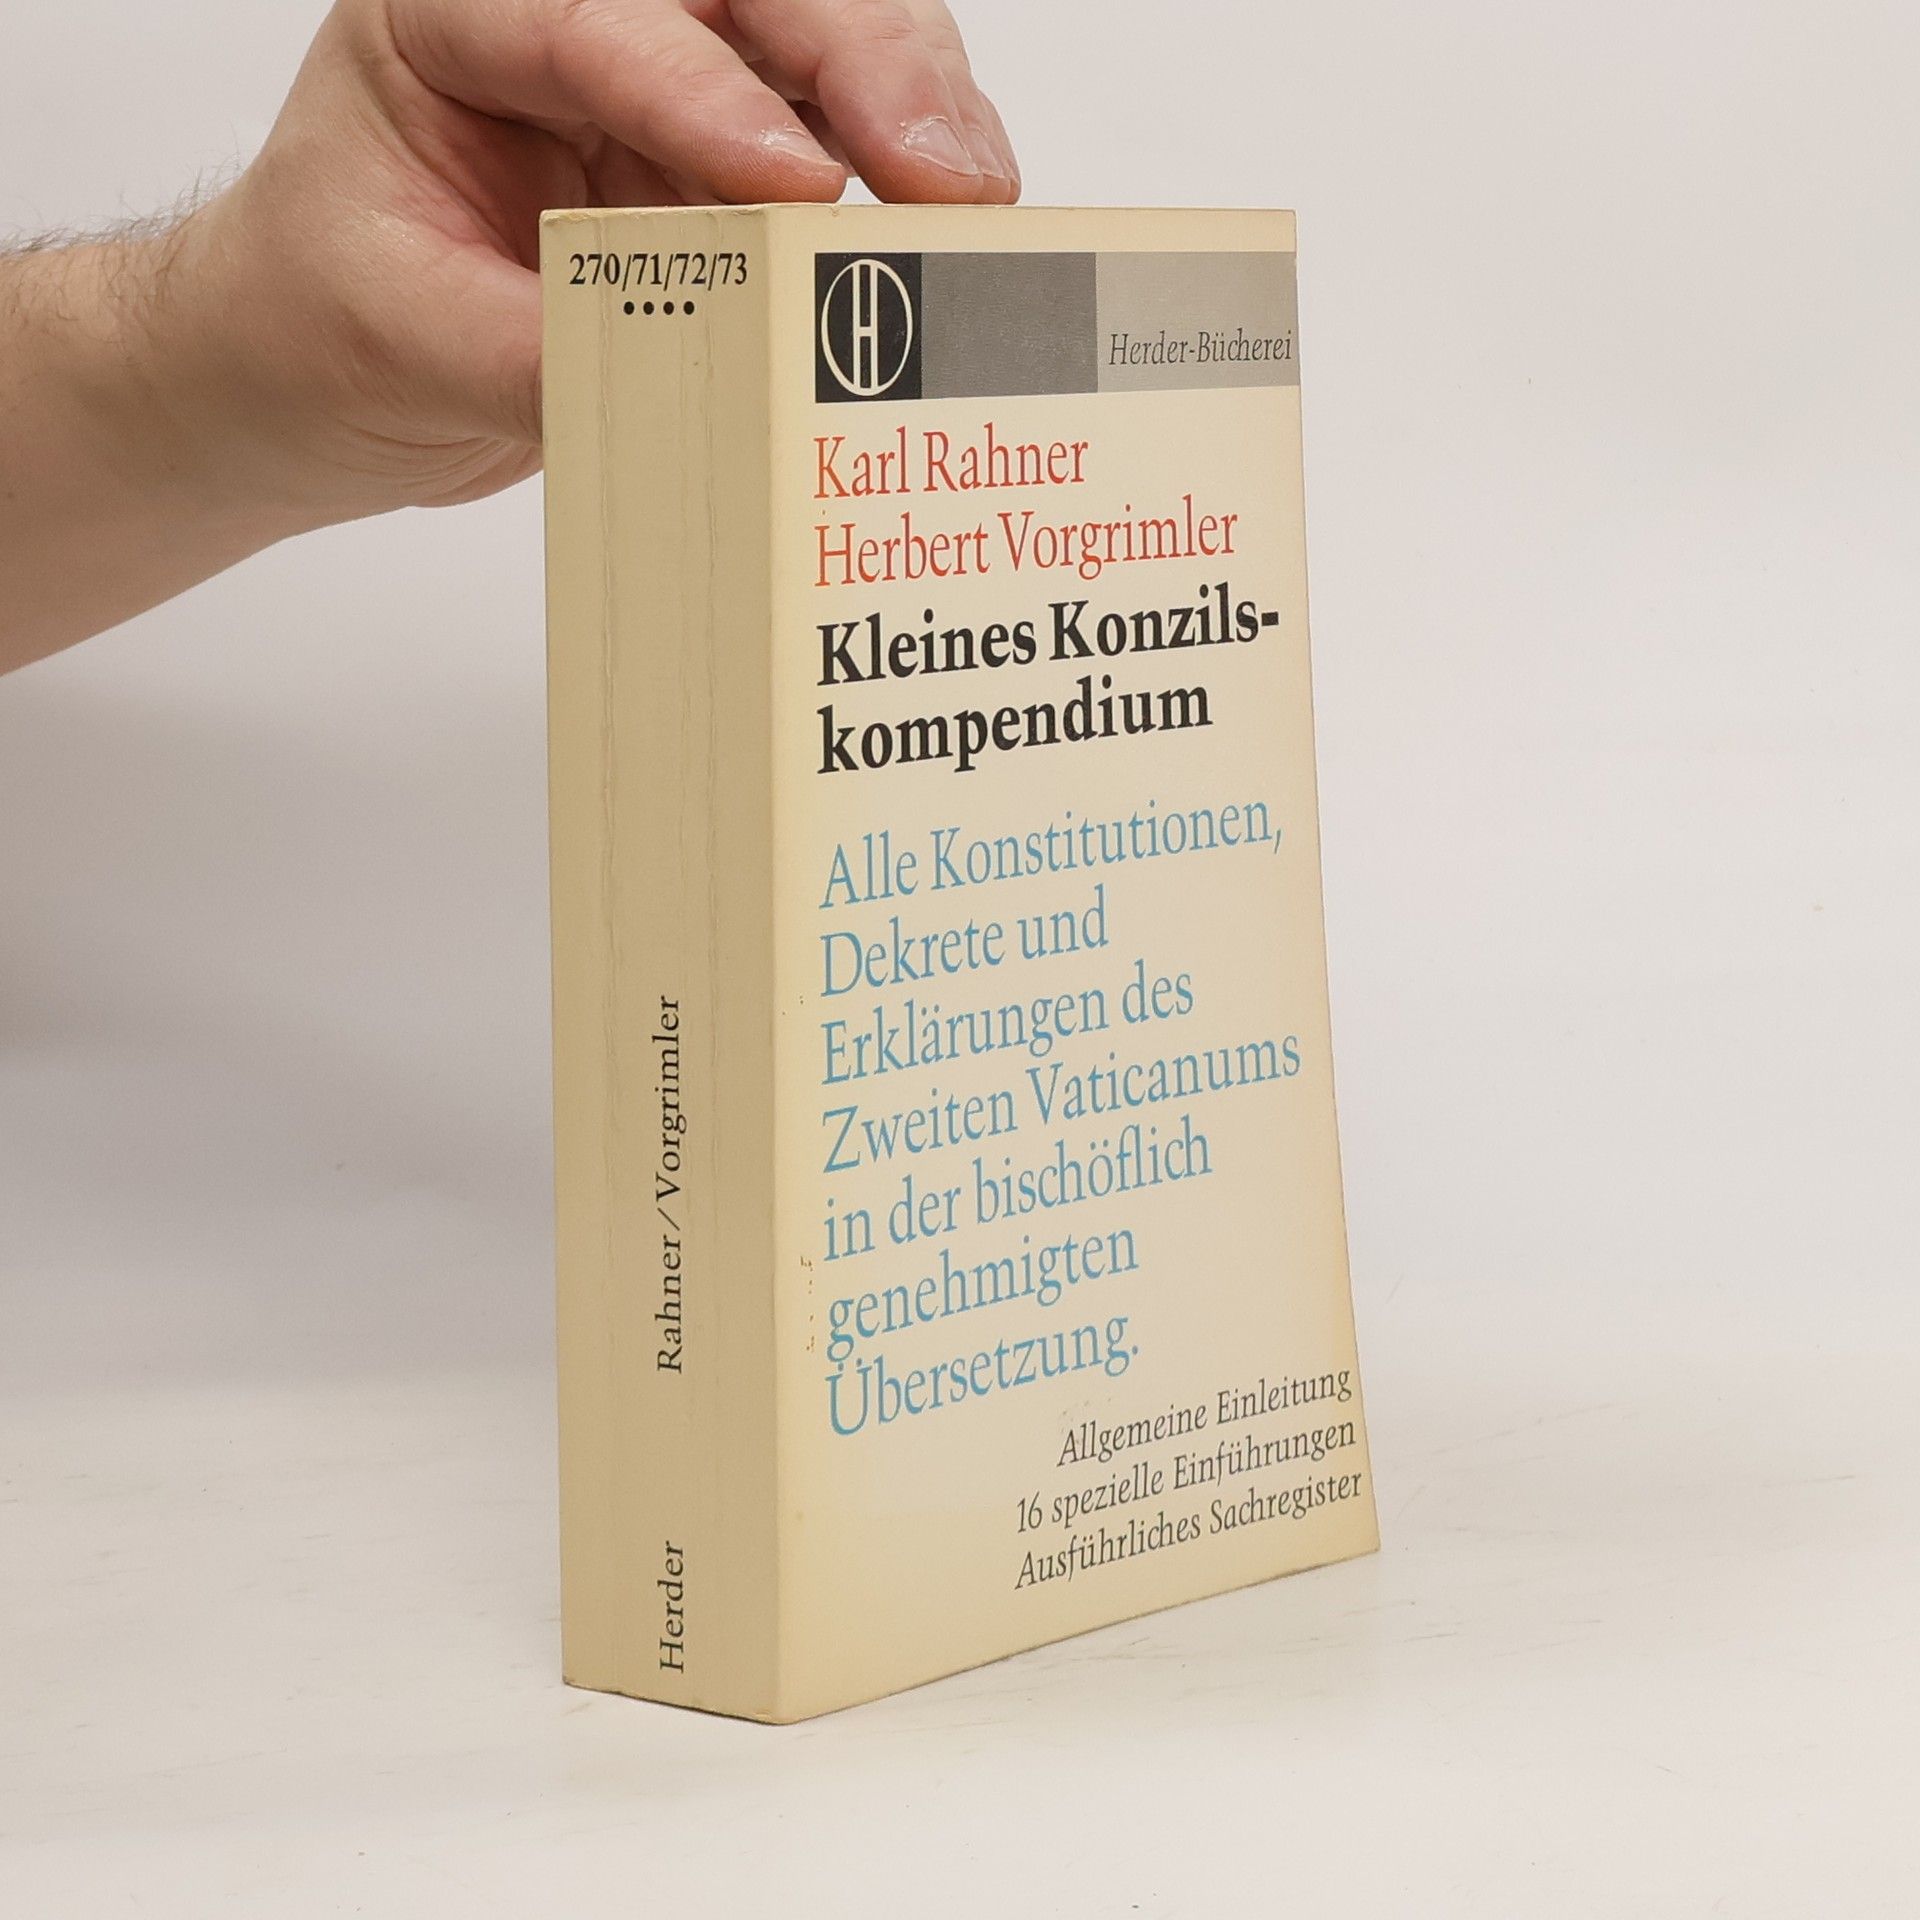 270/71/72/73
Rahner/Vorgrimler
Herder
H
Herder-Bücherei
Karl Rahner
Herbert Vorgrimler
Kleines Konzils-
kompendium
Alle Konstitutionen,
Dekrete und
Erklärungen des
Zweiten Vaticanums
in der bischöflich
genehmigten
Übersetzung.
Allgemeine Einleitung
16 spezielle Einführungen
Ausführliches Sachregister